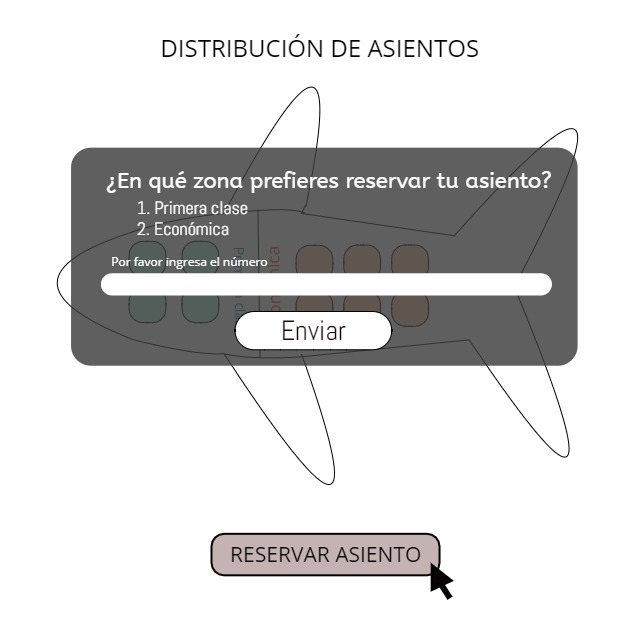 DISTRIBUCIÓN DE ASIENTOS
¿En qué zona prefieres reservar tu asiento?
1. Primera clase
2. Económica
Por favor ingresa el número
Enviar
RESERVAR ASIENTO